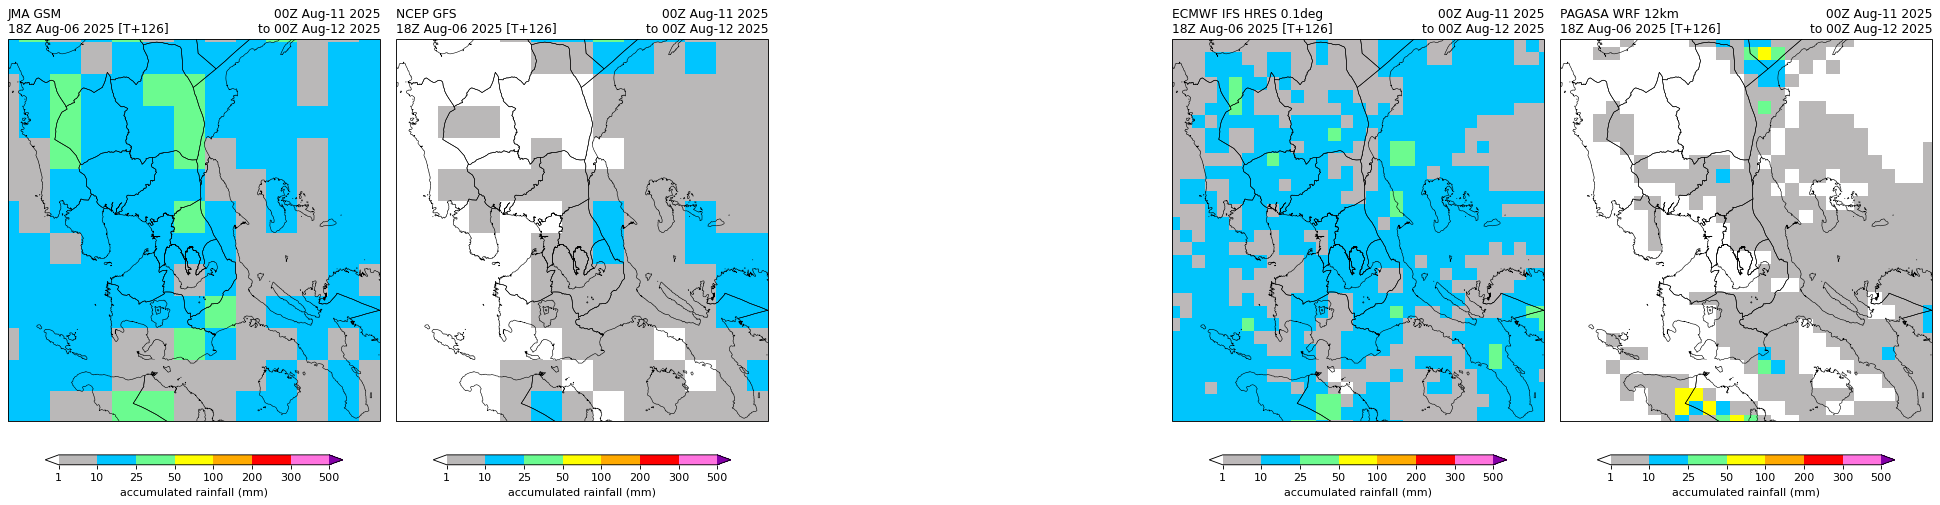 JMA GSM 00Z Aug-11 2025
18Z Aug-06 2025 [T+126] to 00Z Aug-12 2025
NCEP GFS 00Z Aug-11 2025
18Z Aug-06 2025 [T+126] to 00Z Aug-12 2025
ECMWF IFS HRES 0.1deg 00Z Aug-11 2025
18Z Aug-06 2025 [T+126] to 00Z Aug-12 2025
PAGASA WRF 12km 00Z Aug-11 2025
18Z Aug-06 2025 [T+126] to 00Z Aug-12 2025
1 10 25 50 100 200 300 500
accumulated rainfall (mm)
1 10 25 50 100 200 300 500
accumulated rainfall (mm)
1 10 25 50 100 200 300 500
accumulated rainfall (mm)
1 10 25 50 100 200 300 500
accumulated rainfall (mm)